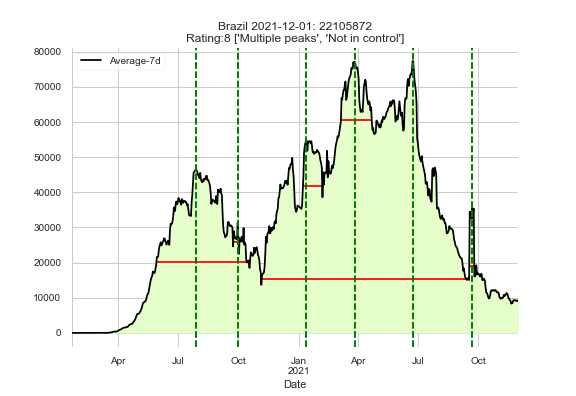 Brazil 2021-12-01: 22105872
Rating:8 ['Multiple peaks', 'Not in control']
80000
Average-7d
70000
60000
50000
40000
30000
20000
10000
0
Apr Jul Oct Jan Apr Jul Oct
2021
Date